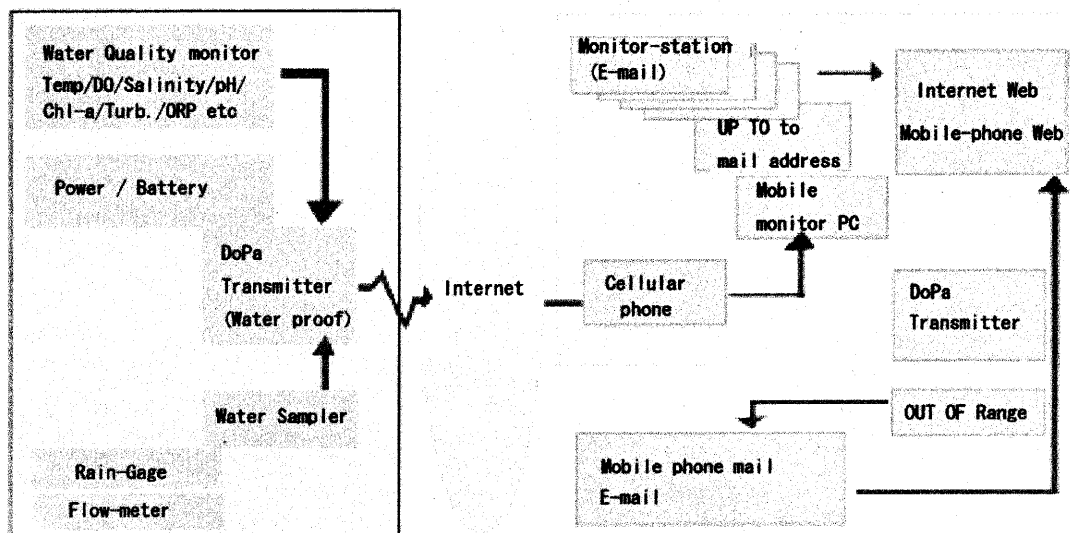 Water Quality monitor
Temp/DO/Salinity/pH/
Chl-a/Turb./ORP etc
Power / Battery
DoPa
Transmitter
(Water proof)
Water Sampler
Rain-Gage
Flow-meter
Internet
Monitor-station
(E-mail)
UP TO to
mail address
Mobile
monitor PC
Cellular
phone
Internet Web
Mobile-phone Web
DoPa
Transmitter
OUT OF Range
Mobile phone mail
E-mail